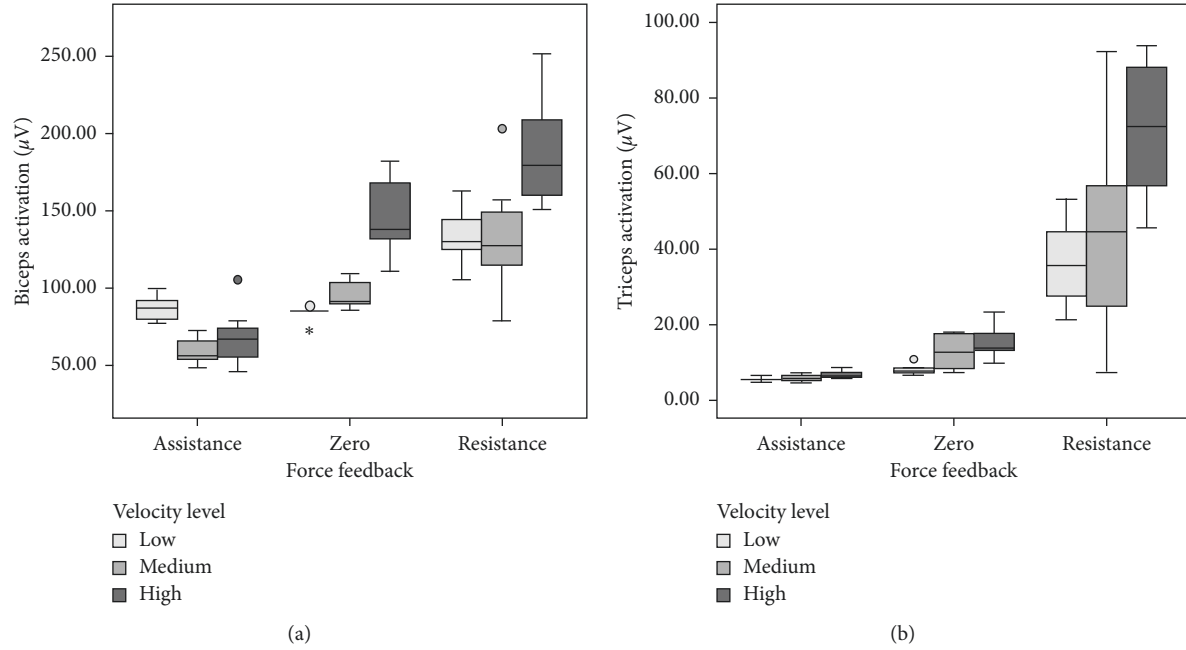 Biceps activation (μV)
250.00
200.00
150.00
100.00
50.00
*
Assistance Zero Resistance
Force feedback
Velocity level
Low
Medium
High
(a)
Triceps activation (μV)
100.00
80.00
60.00
40.00
20.00
0.00
Assistance Zero Resistance
Force feedback
Velocity level
Low
Medium
High
(b)